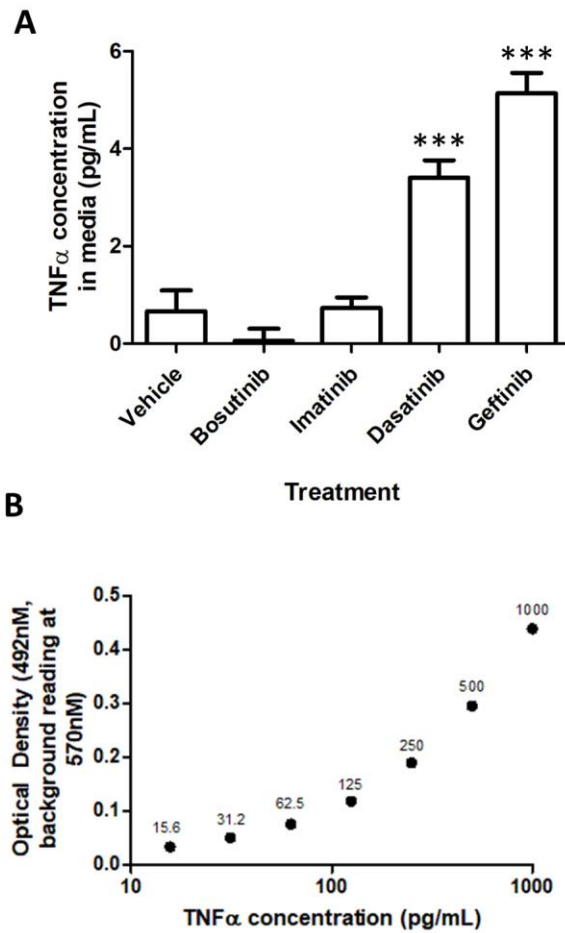 A
TNFα concentration
in media (pg/mL)
6
4
2
0
***
***
Vehicle
Bosutinib
Imatinib
Dasatinib
Geftinib
Treatment
B
Optical Density (492nM,
background reading at
570nM)
0.5
0.4
0.3
0.2
0.1
0.0
15.6
31.2
62.5
125
250
500
1000
10
100
1000
TNFα concentration (pg/mL)